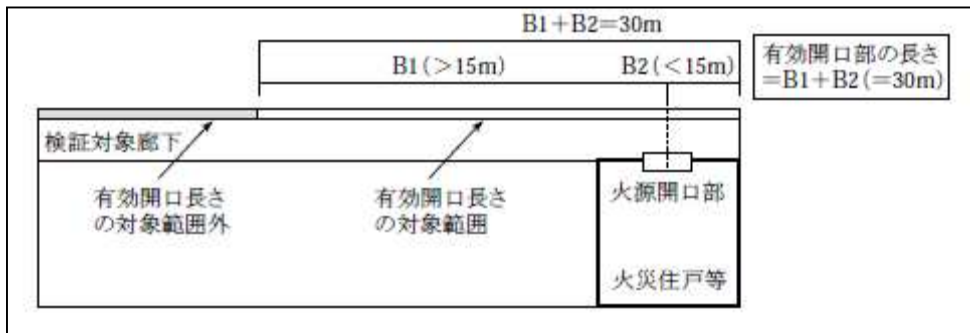 B1+B2=30m
B1(>15m)
B2(<15m)
有効開口部の長さ
=B1+B2(=30m)
検証対象廊下
有効開口長さ
の対象範囲外
有効開口長さ
の対象範囲
火源開口部
火災住戸等